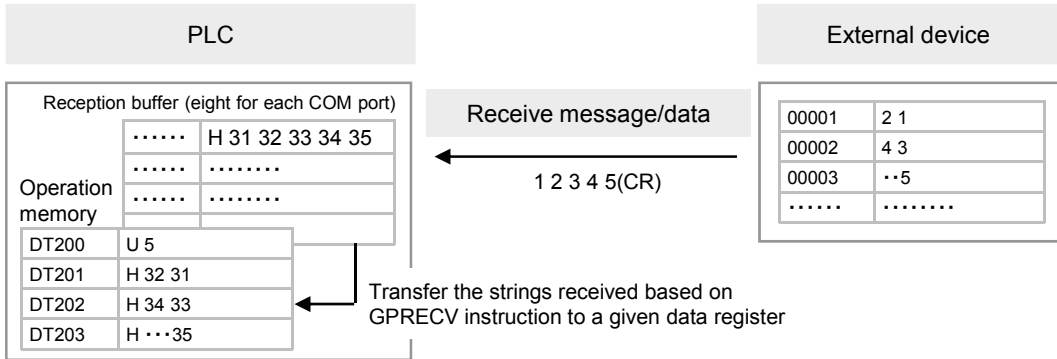 PLC
External device
Reception buffer (eight for each COM port)
······ H 31 32 33 34 35
······ ········
······ ········
Operation
memory
DT200 U 5
DT201 H 32 31
DT202 H 34 33
DT203 H ···35
Receive message/data
1 2 3 4 5(CR)
Transfer the strings received based on
GPRECV instruction to a given data register
00001 2 1
00002 4 3
00003 ··5
······ ········